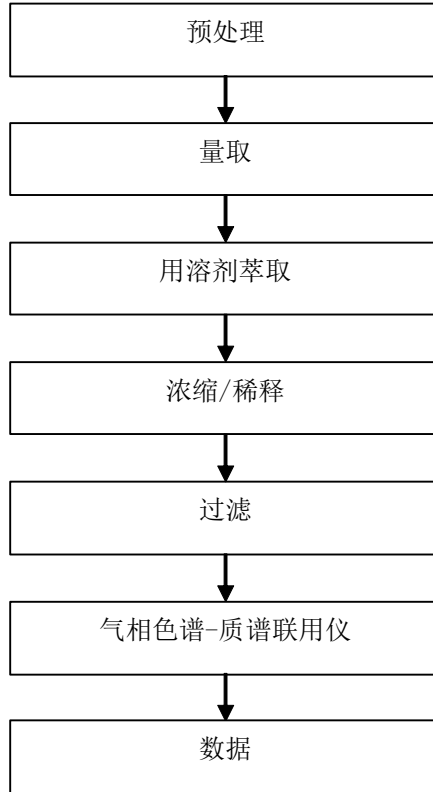 预处理
量取
用溶剂萃取
浓缩/稀释
过滤
气相色谱-质谱联用仪
数据